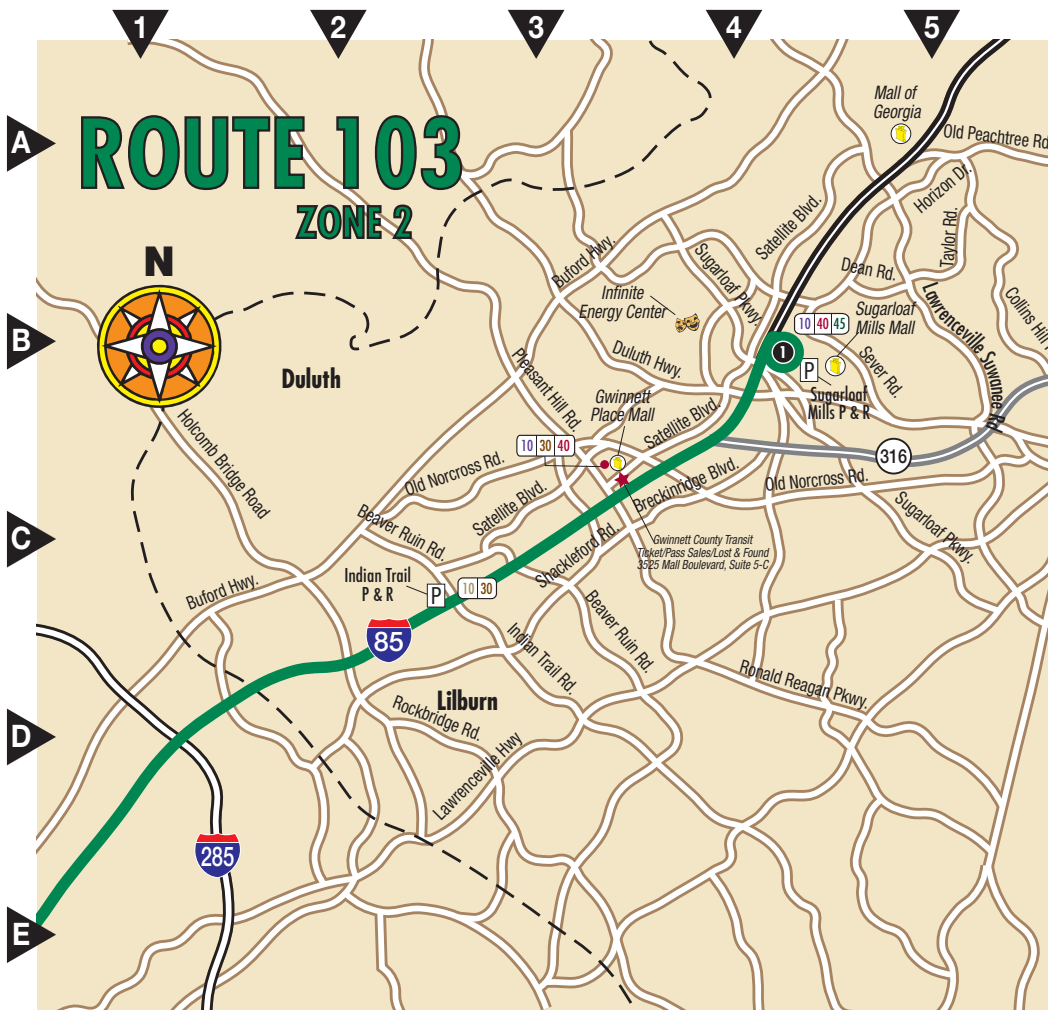 1
2
3
4
5
A
B
C
D
E
ROUTE 103
ZONE 2
N
Mall of
Georgia
Old Peachtree Rd
Horizon Dr.
Taylor Rd.
Satellite Blvd.
Dean Rd.
Buford Hwy.
Sugarloaf Pkwy.
Infinite
Energy Center
Lawrenceville Suwanee Rd
Collins Hill R
Sugarloaf
Mills Mall
10 40 45
1
P
Sugarloaf
Mills P & R
Sever Rd.
Duluth
Duluth Hwy.
Pleasant Hill Rd.
Gwinnett
Place Mall
Satellite Blvd.
Holcomb Bridge Road
10 30 40
316
Old Norcross Rd.
Breckinridge Blvd.
Old Norcross Rd.
Satellite Blvd.
Beaver Ruin Rd.
Sugarloaf Pkwy.
Shackleford Rd.
Gwinnett County Transit
Ticket/Pass Sales/Lost & Found
3525 Mall Boulevard, Suite 5-C
Indian Trail
P & R
P
10 30
Buford Hwy.
85
Beaver Ruin Rd.
Indian Trail Rd.
Ronald Reagan Pkwy.
Lilburn
Rockbridge Rd.
Lawrenceville Hwy
285